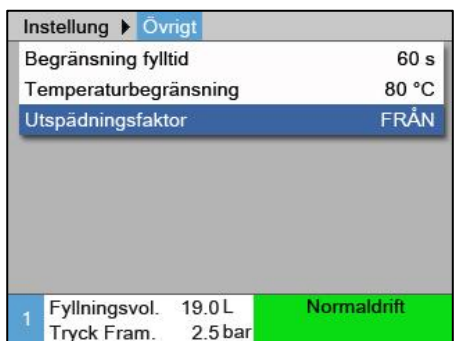 Instellung ▶ Övrigt
Begränsning fylltid 60 s
Temperaturbegränsning 80 °C
Utspädningsfaktor FRÅN
1 Fyllningsvol. 19.0 L Normaldrift
Tryck Fram. 2.5 bar